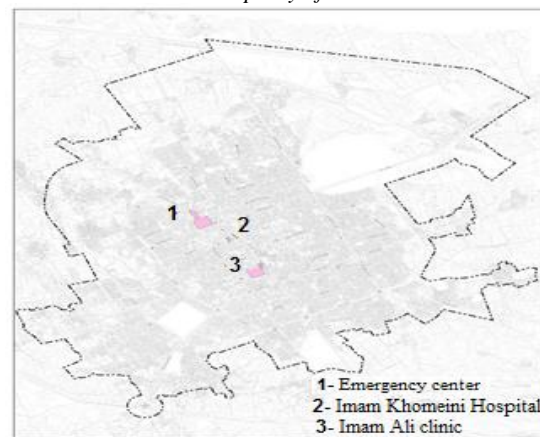 1
2
3
1- Emergency center
2- Imam Khomeini Hospital
3- Imam Ali clinic